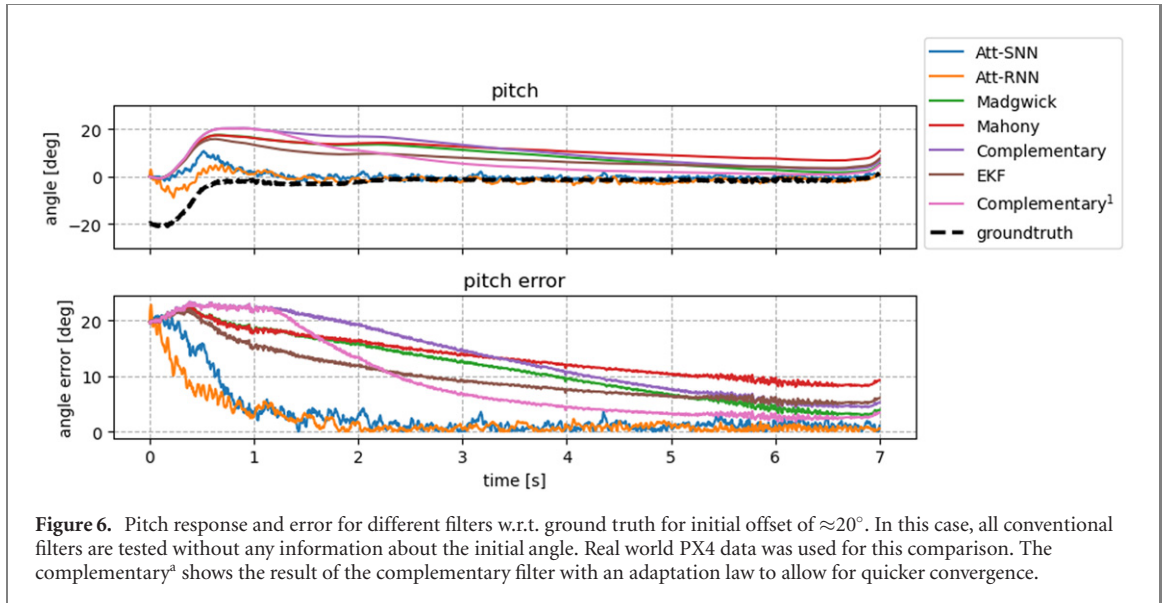 Att-SNN
Att-RNN
Madgwick
Mahony
Complementary
EKF
Complementary¹
groundtruth
pitch
angle [deg]
20
0
−20
pitch error
angle error [deg]
20
10
0
0 1 2 3 4 5 6 7
time [s]
Figure 6. Pitch response and error for different filters w.r.t. ground truth for initial offset of ≈20°. In this case, all conventional
filters are tested without any information about the initial angle. Real world PX4 data was used for this comparison. The
complementaryᵃ shows the result of the complementary filter with an adaptation law to allow for quicker convergence.